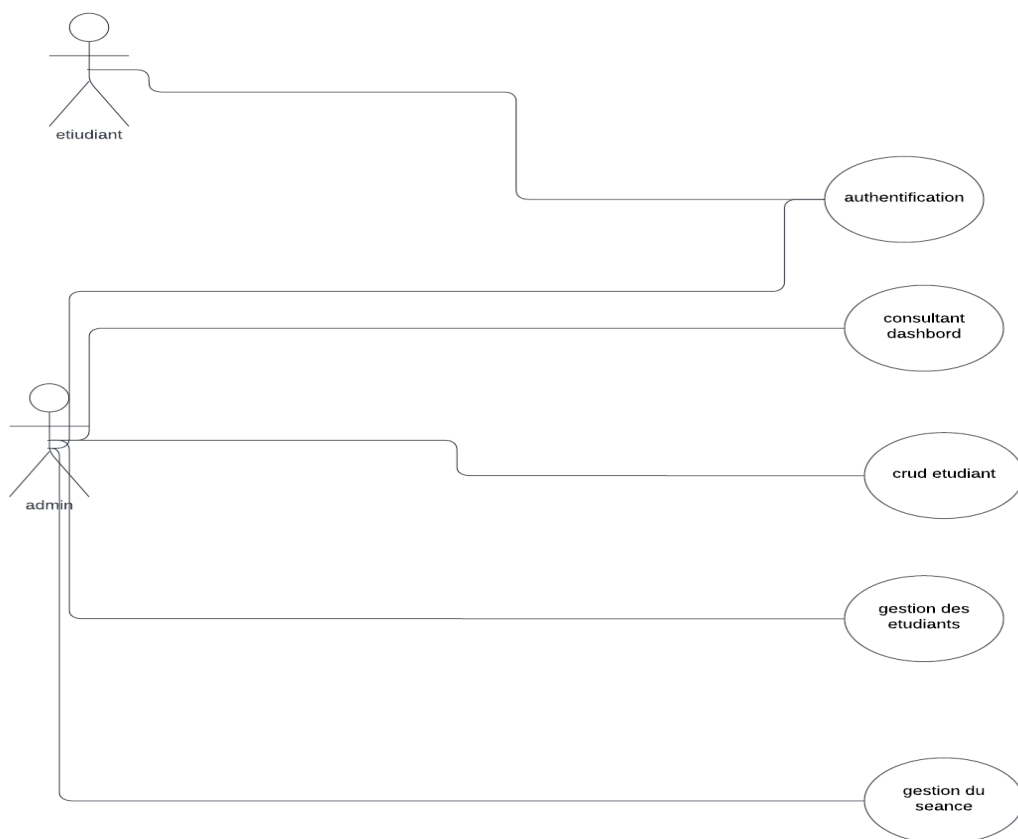 etiudiant
authentification
consultant
dashbord
admin
crud etudiant
gestion des
etudiants
gestion du
seance